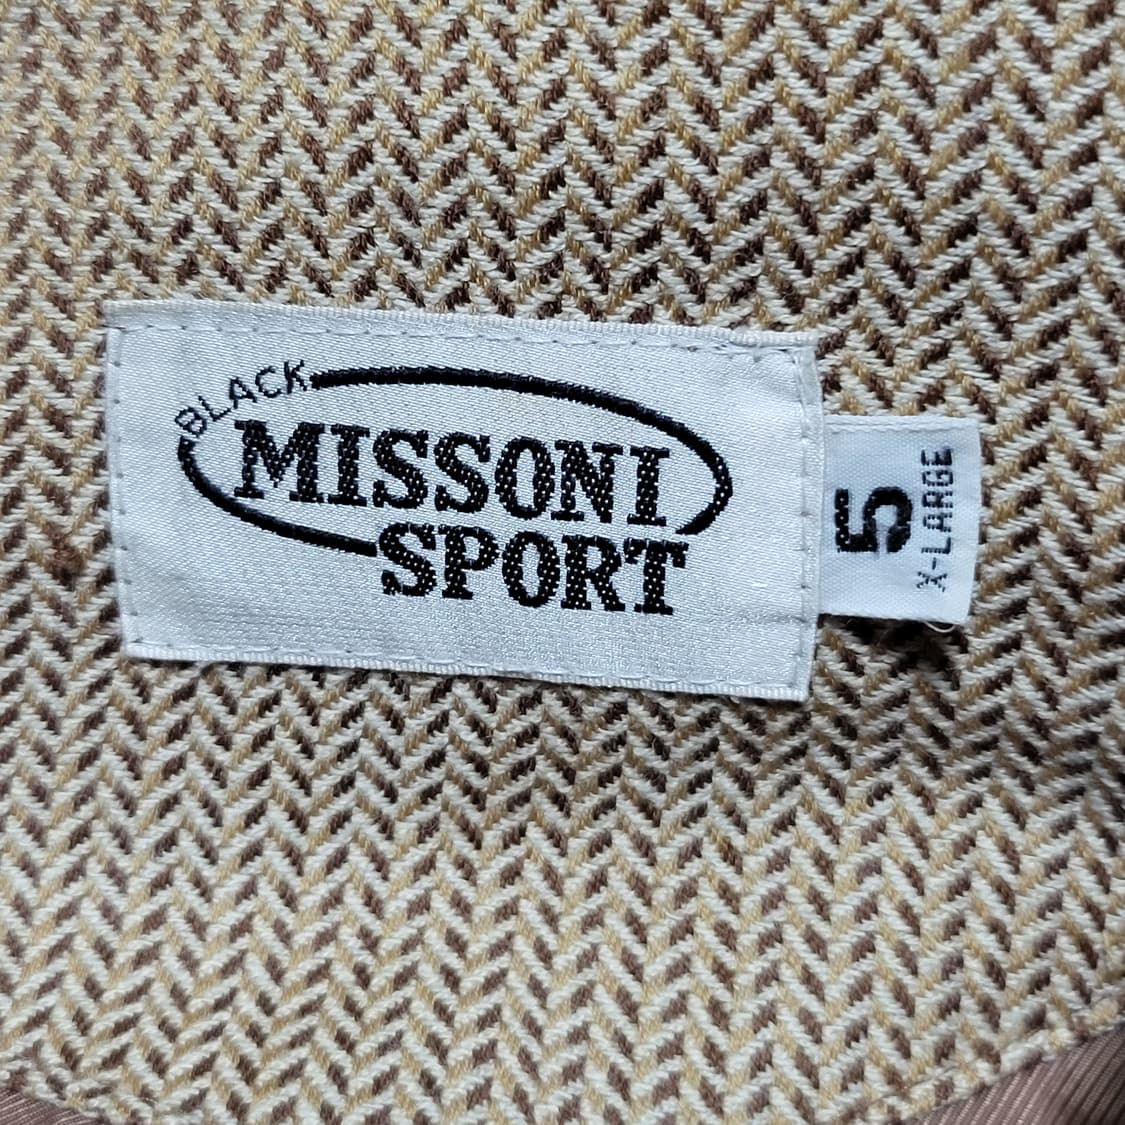 BLACK
MISSONI
SPORT
5
X-LARGE